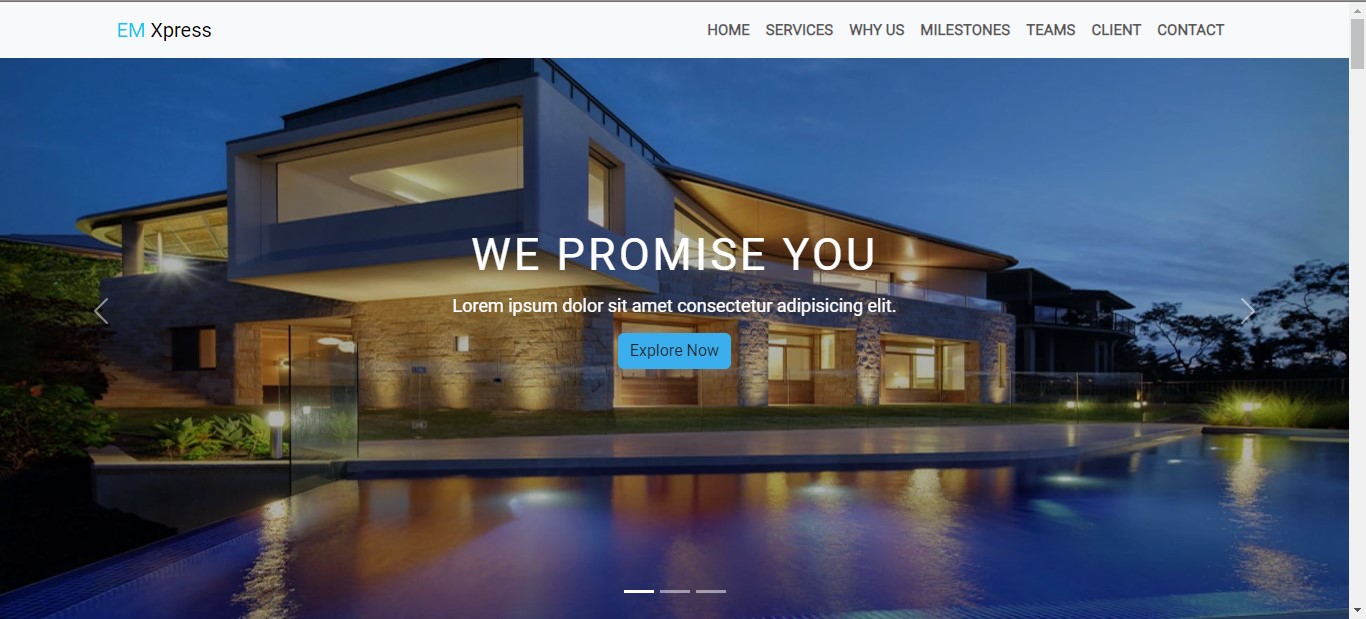 EM Xpress
HOME SERVICES WHY US MILESTONES TEAMS CLIENT CONTACT
WE PROMISE YOU
Lorem ipsum dolor sit amet consectetur adipisicing elit.
Explore Now